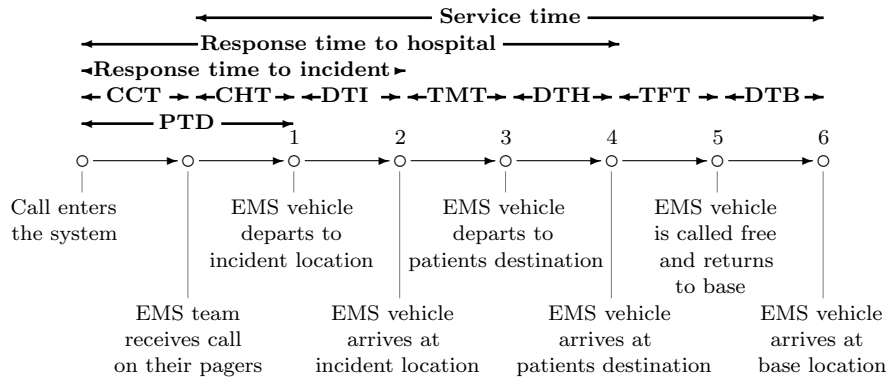 Service time
Response time to hospital
Response time to incident
CCT CHT DTI TMT DTH TFT DTB
PTD
1 2 3 4 5 6
Call enters
the system
EMS vehicle
departs to
incident location
EMS vehicle
departs to
patients destination
EMS vehicle
is called free
and returns
to base
EMS team
receives call
on their pagers
EMS vehicle
arrives at
incident location
EMS vehicle
arrives at
patients destination
EMS vehicle
arrives at
base location